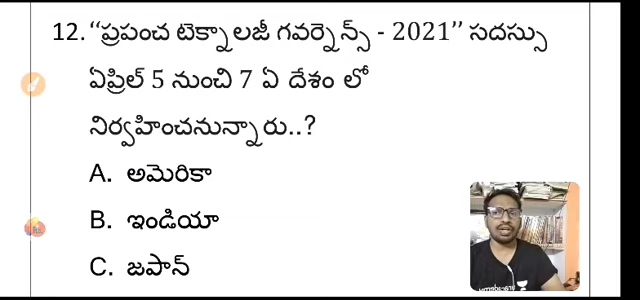 12. “ప్రపంచ టెక్నాలజీ గవర్నెన్స్ - 2021” సదస్సు
ఏప్రిల్ 5 నుంచి 7 ఏ దేశం లో
నిర్వహించనున్నారు..?
A. అమెరికా
B. ఇండియా
C. జపాన్